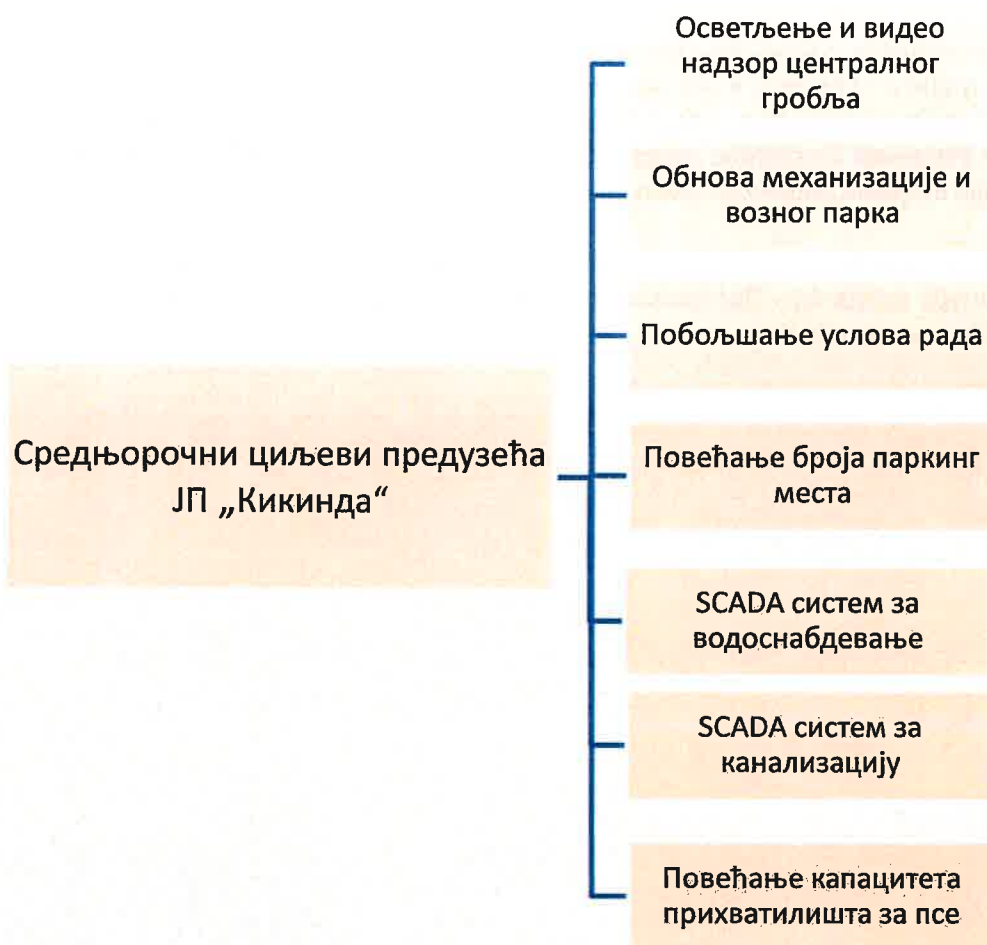 Осветљење и видео
надзор централног
гробља
Обнова механизације и
возног парка
Побољшање услова рада
Средњорочни циљеви предузећа
ЈП „Кикинда“
Повећање броја паркинг
места
SCADA систем за
водоснабдевање
SCADA систем за
канализацију
Повећање капацитета
прихватилишта за псе